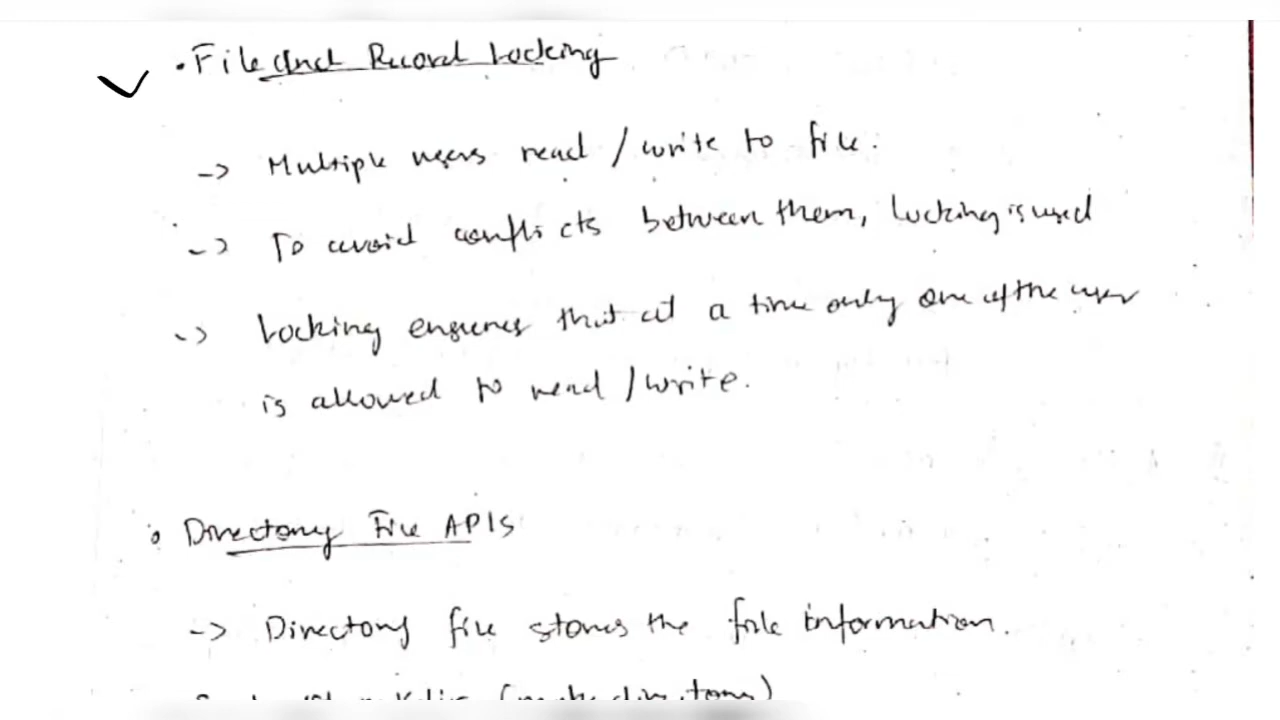 • File and Record Locking
-> Multiple users read / write to file.
-> To avoid conflicts between them, locking is used
-> Locking ensures that at a time only one of the user
is allowed to read / write.
• Directory File APIs
-> Directory file stores the file information.